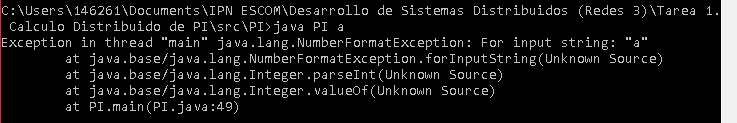 C:\Users\146261\Documents\IPN ESCOM\Desarrollo de Sistemas Distribuidos (Redes 3)\Tarea 1.
 Calculo Distribuido de PI\src\PI>java PI a
Exception in thread "main" java.lang.NumberFormatException: For input string: "a"
        at java.base/java.lang.NumberFormatException.forInputString(Unknown Source)
        at java.base/java.lang.Integer.parseInt(Unknown Source)
        at java.base/java.lang.Integer.valueOf(Unknown Source)
        at PI.main(PI.java:49)